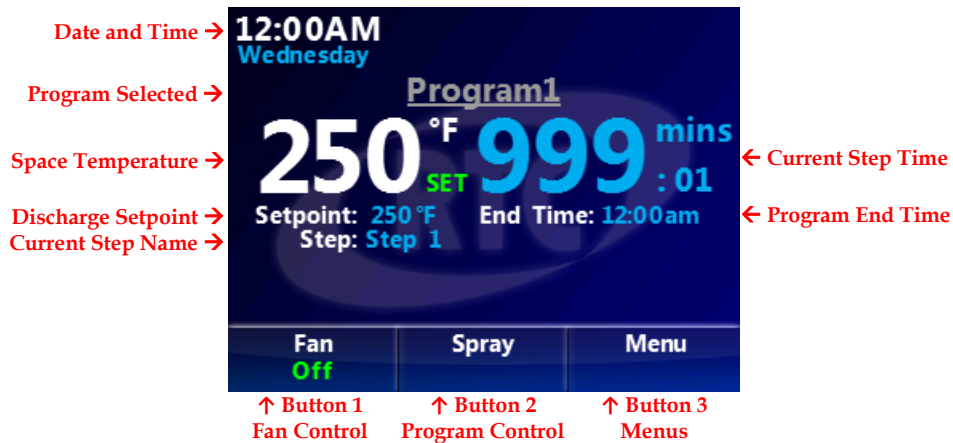 Date and Time →
12:00AM
Wednesday
Program Selected →
Program1
Space Temperature →
250 °F SET
999 mins : 01
← Current Step Time
Discharge Setpoint →
Setpoint: 250 °F
End Time: 12:00am
← Program End Time
Current Step Name →
Step: Step 1
RTC
Fan
Off
Spray
Menu
↑ Button 1
Fan Control
↑ Button 2
Program Control
↑ Button 3
Menus